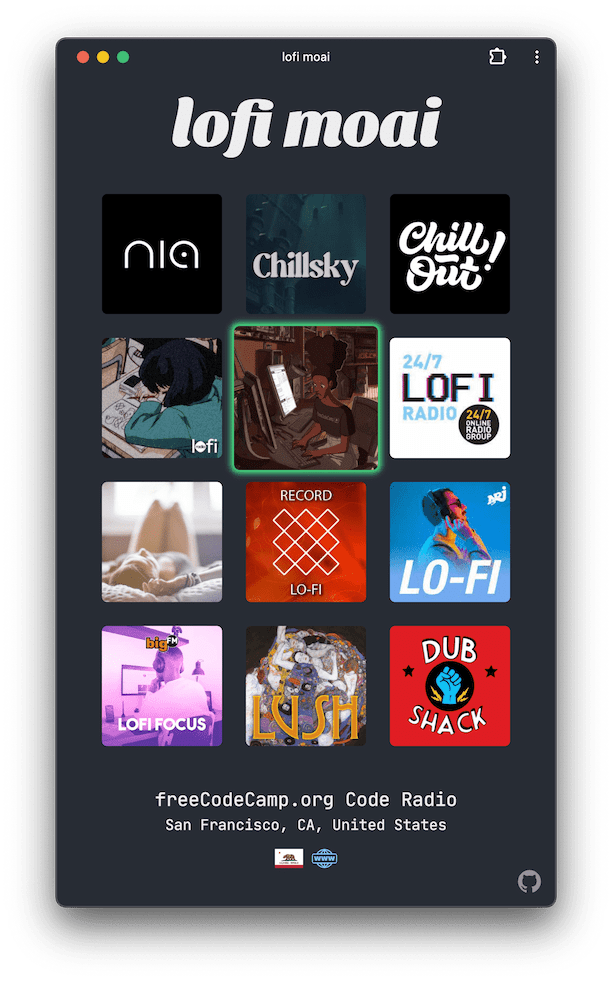 lofi moai
lofi moai
nia
Chillsky
Chill
Out!
lofi
24/7
LOFI
RADIO
24/7
ONLINE
RADIO
GROUP
RECORD
LO-FI
NRJ
LO-FI
bigFM
LOFI FOCUS
LUSH
DUB
SHACK
freeCodeCamp.org Code Radio
San Francisco, CA, United States
WWW